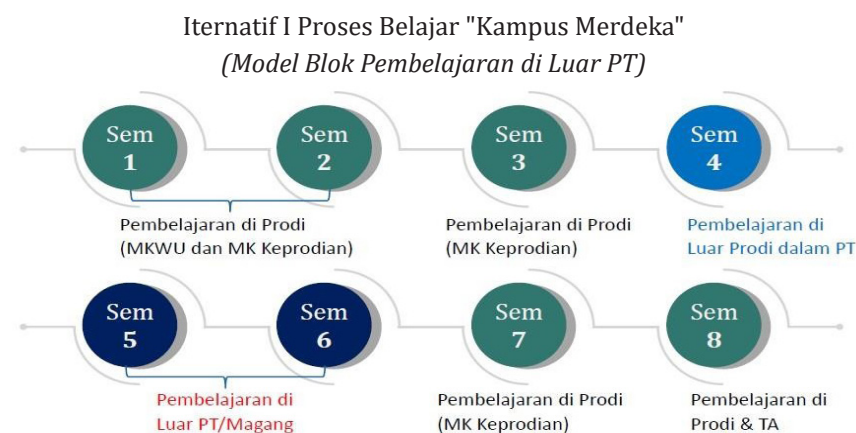 Iternatif I Proses Belajar "Kampus Merdeka"
(Model Blok Pembelajaran di Luar PT)
Sem
1
Sem
2
Sem
3
Sem
4
Pembelajaran di Prodi
(MKWU dan MK Keprodian)
Pembelajaran di Prodi
(MK Keprodian)
Pembelajaran di
Luar Prodi dalam PT
Sem
5
Sem
6
Sem
7
Sem
8
Pembelajaran di
Luar PT/Magang
Pembelajaran di Prodi
(MK Keprodian)
Pembelajaran di
Prodi & TA